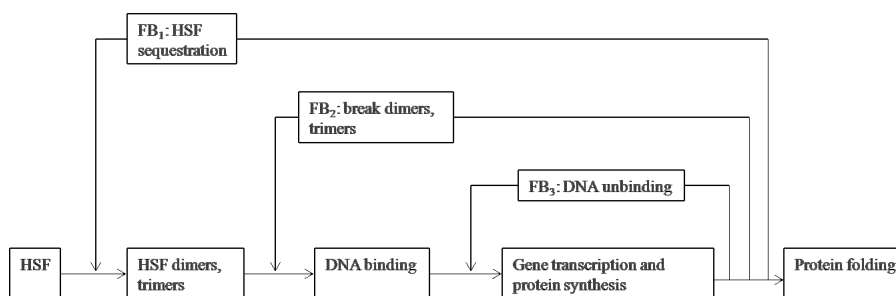 FB₁: HSF
sequestration
FB₂: break dimers,
trimers
FB₃: DNA unbinding
HSF
HSF dimers,
trimers
DNA binding
Gene transcription and
protein synthesis
Protein folding